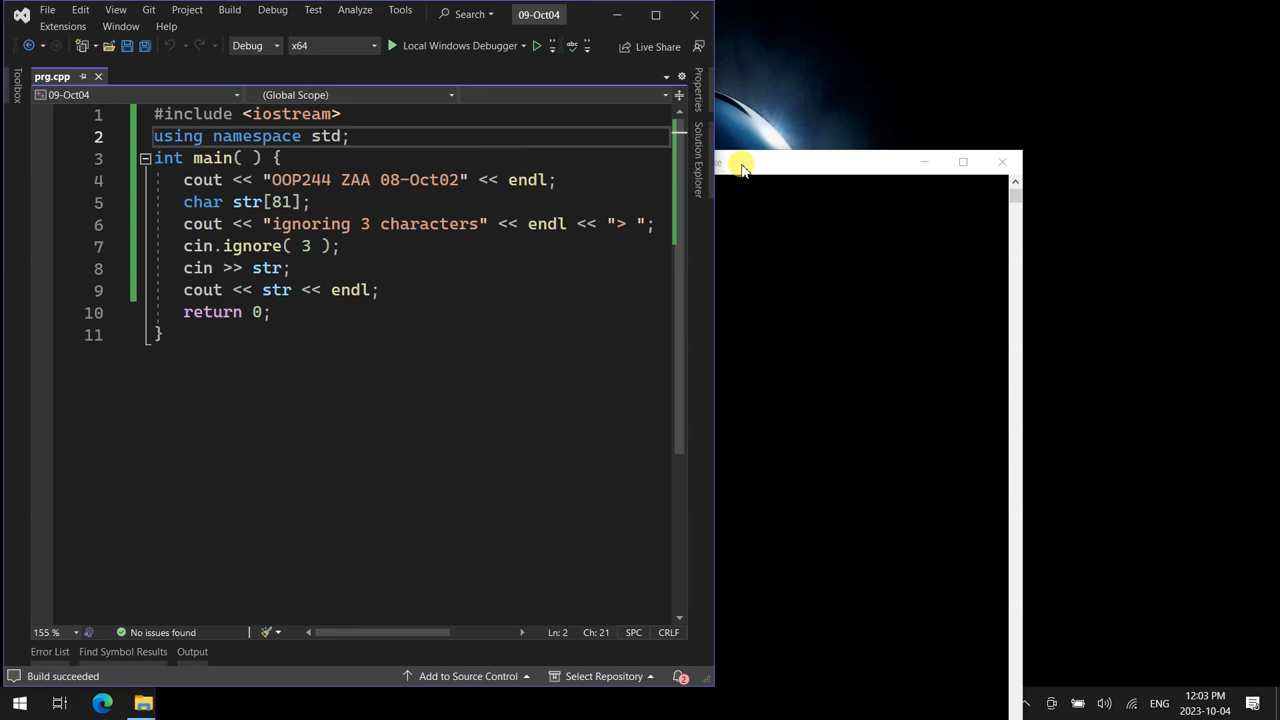 File Edit View Git Project Build Debug Test Analyze Tools Search 09-Oct04
Extensions Window Help
Debug x64 Local Windows Debugger Live Share
prg.cpp
09-Oct04 (Global Scope)
1 #include <iostream>
2 using namespace std;
3 int main( ) {
4 cout << "OOP244 ZAA 08-Oct02" << endl;
5 char str[81];
6 cout << "ignoring 3 characters" << endl << "> ";
7 cin.ignore( 3 );
8 cin >> str;
9 cout << str << endl;
10 return 0;
11 }
Toolbox
Properties
Solution Explorer
155 % No issues found Ln: 2 Ch: 21 SPC CRLF
Error List Find Symbol Results Output
Build succeeded Add to Source Control Select Repository 2
ENG 12:03 PM
2023-10-04